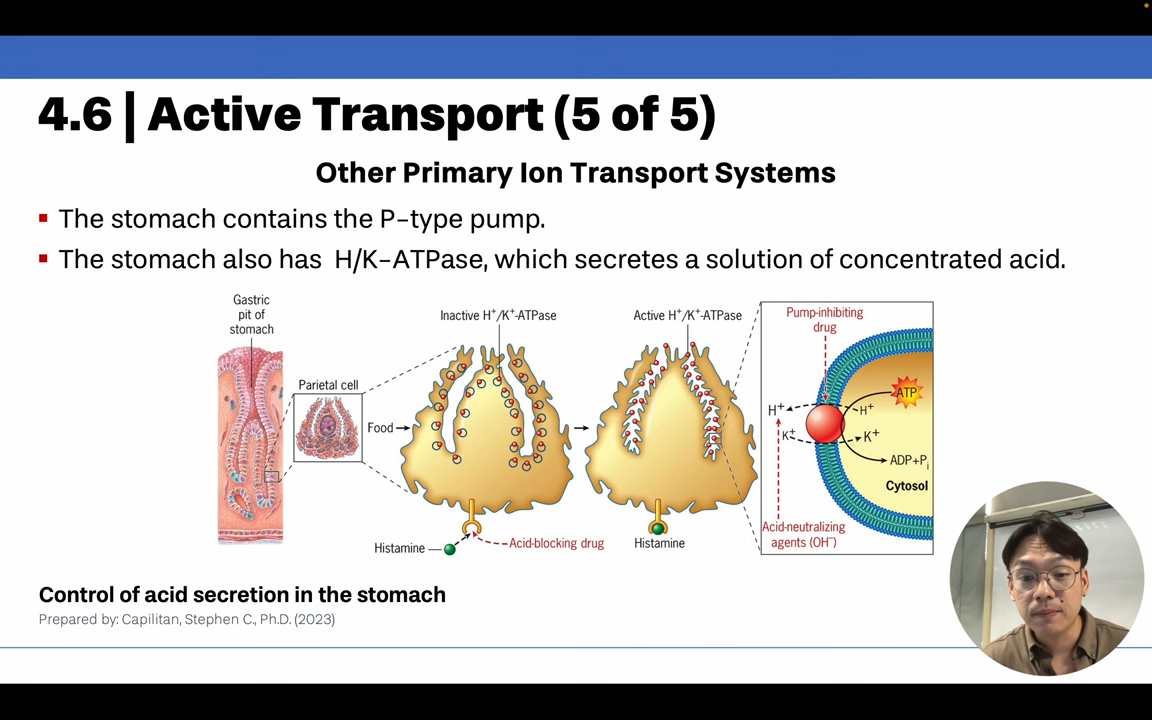 4.6 | Active Transport (5 of 5)
Other Primary Ion Transport Systems
▪ The stomach contains the P-type pump.
▪ The stomach also has  H/K-ATPase, which secretes a solution of concentrated acid.
Gastric
pit of
stomach
Parietal cell
Food
Inactive H⁺/K⁺-ATPase
Histamine
Acid-blocking drug
Active H⁺/K⁺-ATPase
Histamine
Pump-inhibiting
drug
ATP
H⁺
H⁺
K⁺
K⁺
ADP+Pᵢ
Cytosol
Acid-neutralizing
agents (OH⁻)
Control of acid secretion in the stomach
Prepared by: Capilitan, Stephen C., Ph.D. (2023)